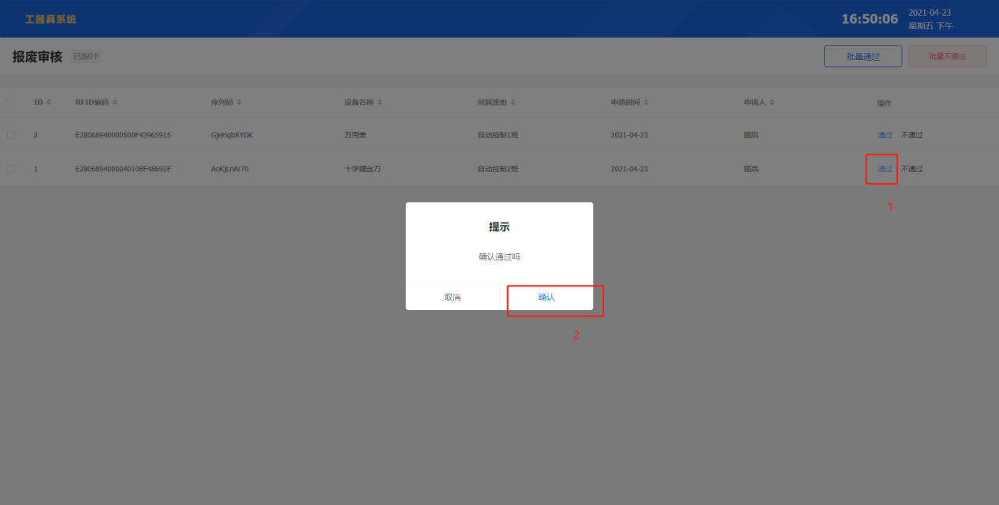 工器具系统
16:50:06
2021-04-23
星期五 下午
报废审核 已选0个 批量通过 批量不通过
ID RFID编码 序列码 设备名称 所属班组 申请时间 申请人 操作
2 E28068940000500F43965915 GjeHqbAYDK 万用表 自动控制1班 2021-04-23 丽凤 通过 不通过
1 E280689400004010BF48692F AoKjLnAr70 十字螺丝刀 自动控制2班 2021-04-23 丽凤 通过 不通过
1
提示
确认通过吗
取消 确认
2